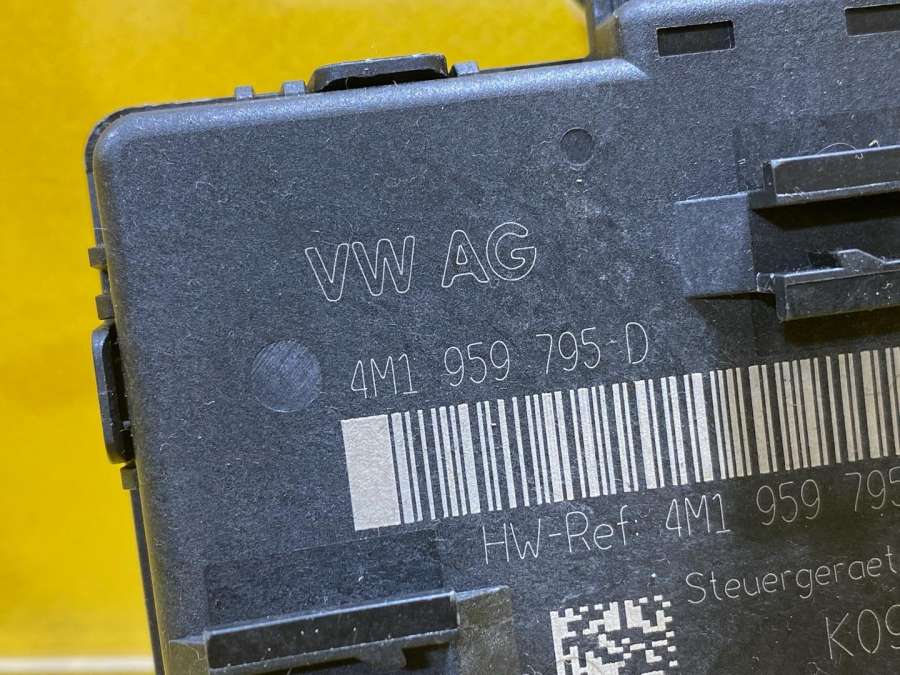 VW AG
4M1 959 795-D
HW-Ref: 4M1 959 795
Steuergeraet
K09